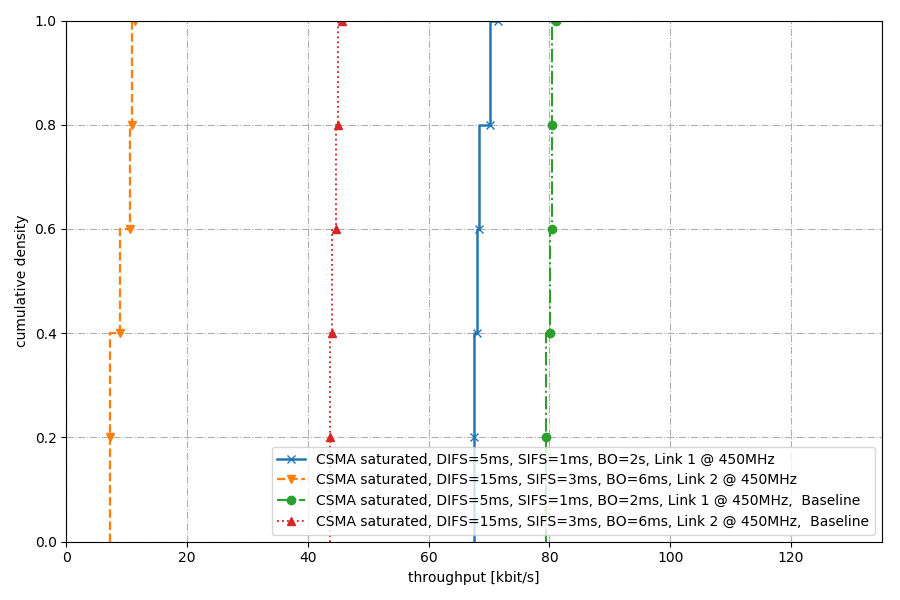 1.0
0.8
0.6
0.4
0.2
0.0
cumulative density
CSMA saturated, DIFS=5ms, SIFS=1ms, BO=2s, Link 1 @ 450MHz
CSMA saturated, DIFS=15ms, SIFS=3ms, BO=6ms, Link 2 @ 450MHz
CSMA saturated, DIFS=5ms, SIFS=1ms, BO=2ms, Link 1 @ 450MHz,  Baseline
CSMA saturated, DIFS=15ms, SIFS=3ms, BO=6ms, Link 2 @ 450MHz,  Baseline
0 20 40 60 80 100 120
throughput [kbit/s]